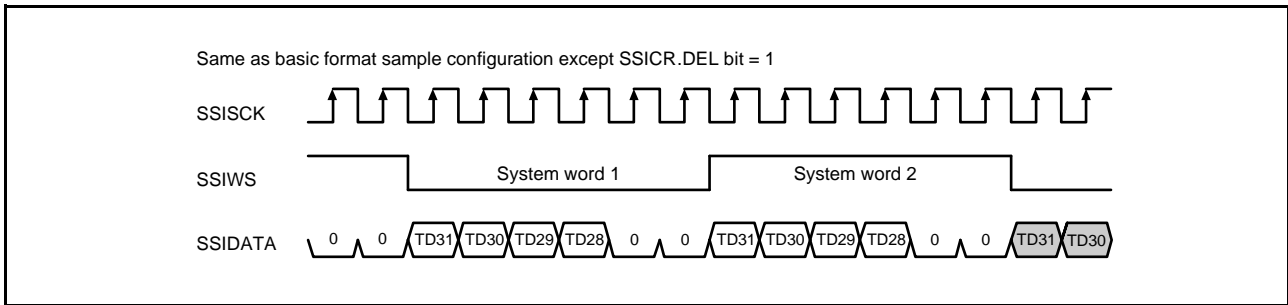 Same as basic format sample configuration except SSICR.DEL bit = 1
SSISCK
SSIWS System word 1 System word 2
SSIDATA 0 0 TD31 TD30 TD29 TD28 0 0 TD31 TD30 TD29 TD28 0 0 TD31 TD30